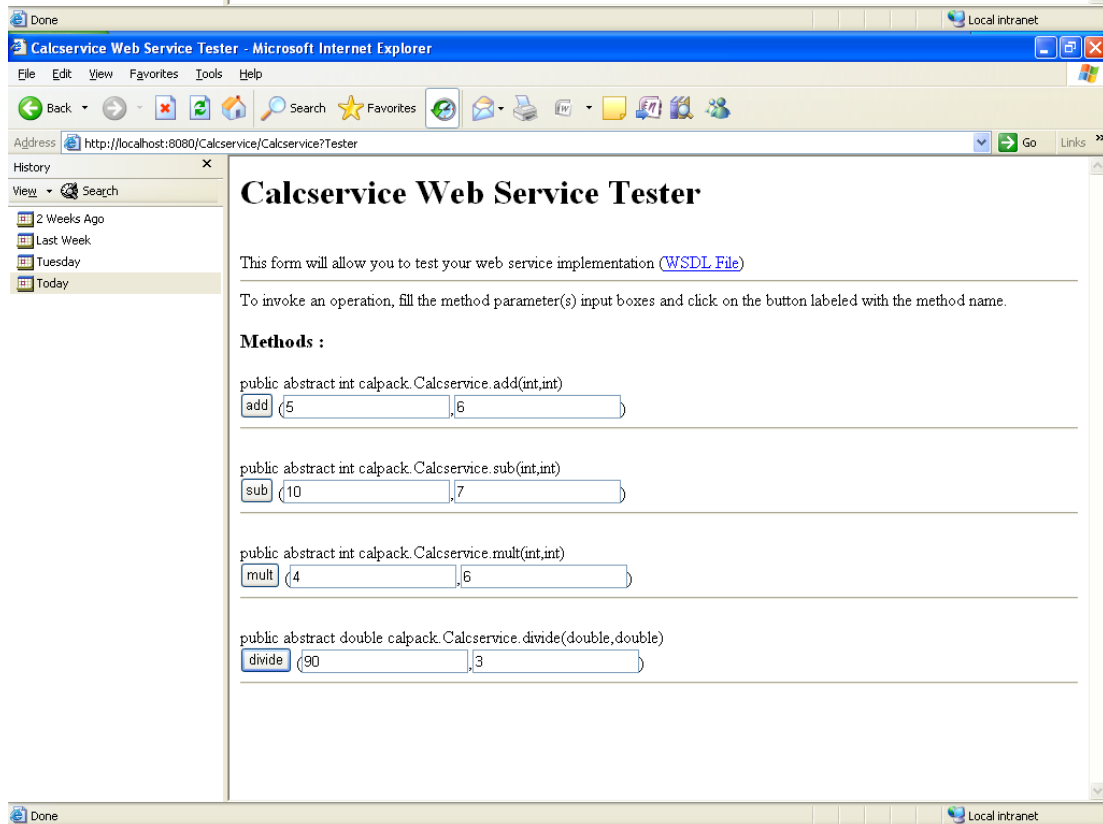 Done
Local intranet
Calcservice Web Service Tester - Microsoft Internet Explorer
File Edit View Favorites Tools Help
Back Search Favorites
Address http://localhost:8080/Calcservice/Calcservice?Tester Go Links »
History x
View Search
2 Weeks Ago
Last Week
Tuesday
Today
Calcservice Web Service Tester
This form will allow you to test your web service implementation (WSDL File)
To invoke an operation, fill the method parameter(s) input boxes and click on the button labeled with the method name.
Methods :
public abstract int calpack.Calcservice.add(int,int)
add (5 ,6 )
public abstract int calpack.Calcservice.sub(int,int)
sub (10 ,7 )
public abstract int calpack.Calcservice.mult(int,int)
mult (4 ,6 )
public abstract double calpack.Calcservice.divide(double,double)
divide (90 ,3 )
Done
Local intranet